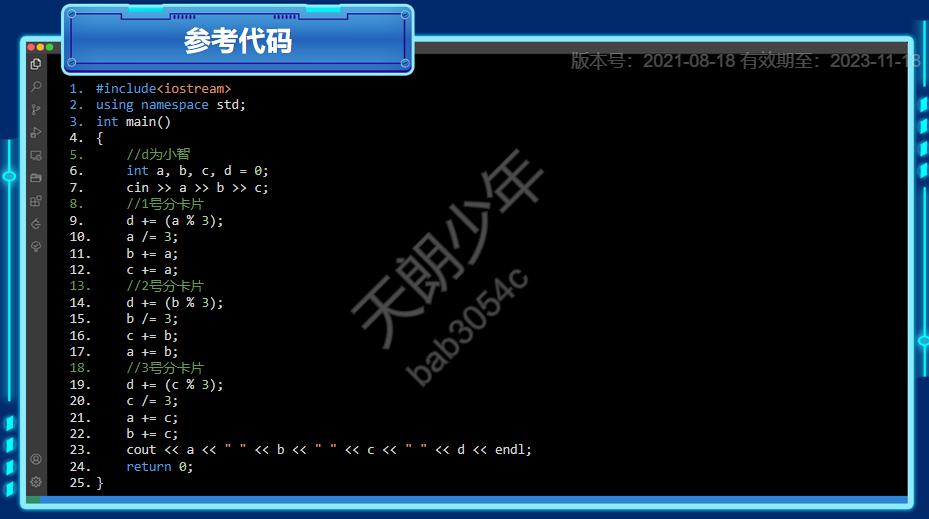 参考代码
版本号：2021-08-18 有效期至：2023-11-18
1. #include<iostream>
2. using namespace std;
3. int main()
4. {
5. //d为小智
6. int a, b, c, d = 0;
7. cin >> a >> b >> c;
8. //1号分卡片
9. d += (a % 3);
10. a /= 3;
11. b += a;
12. c += a;
13. //2号分卡片
14. d += (b % 3);
15. b /= 3;
16. c += b;
17. a += b;
18. //3号分卡片
19. d += (c % 3);
20. c /= 3;
21. a += c;
22. b += c;
23. cout << a << " " << b << " " << c << " " << d << endl;
24. return 0;
25. }
天朗少年
bab3054c